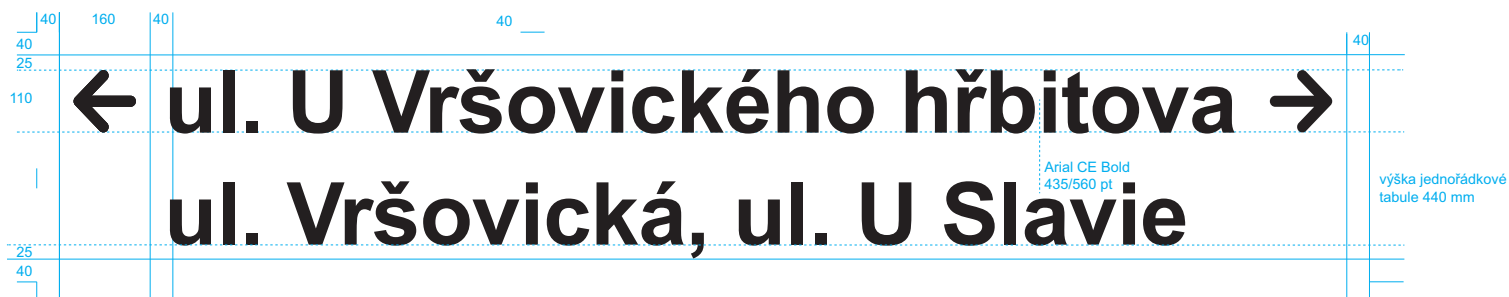 40 160 40 40 40
40
25
← ul. U Vršovického hřbitova →
110
Arial CE Bold
435/560 pt
výška jednořádkové
tabule 440 mm
ul. Vršovická, ul. U Slavie
25
40